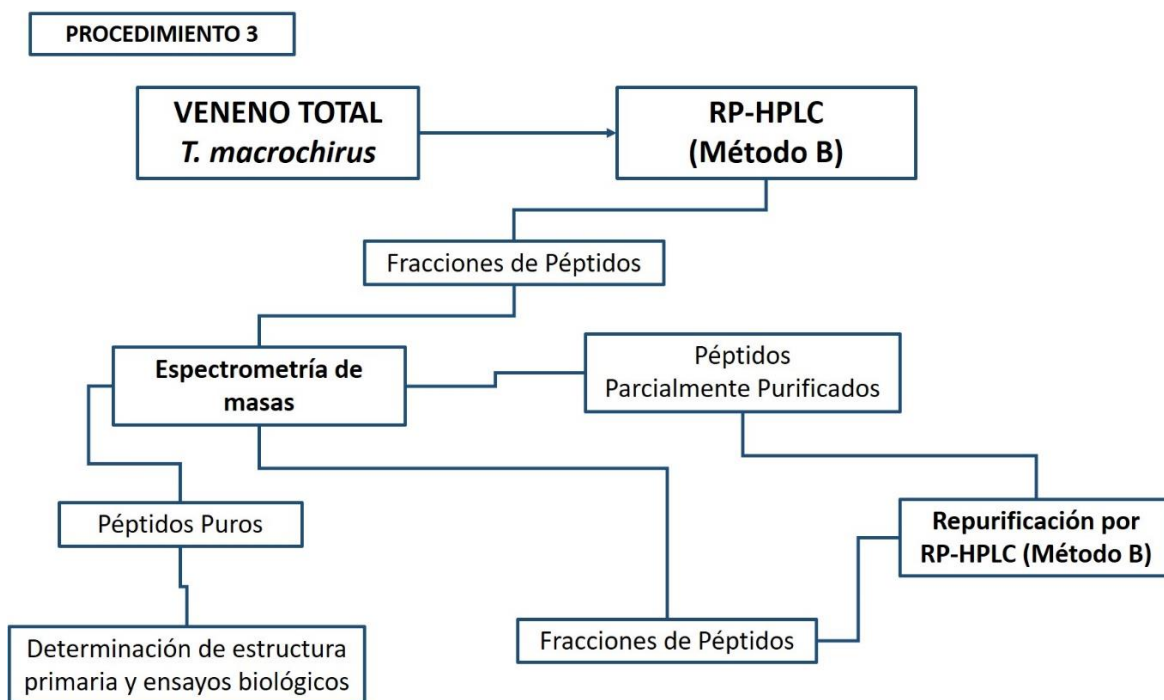 PROCEDIMIENTO 3
VENENO TOTAL
T. macrochirus
RP-HPLC
(Método B)
Fracciones de Péptidos
Espectrometría de
masas
Péptidos
Parcialmente Purificados
Péptidos Puros
Repurificación por
RP-HPLC (Método B)
Fracciones de Péptidos
Determinación de estructura
primaria y ensayos biológicos